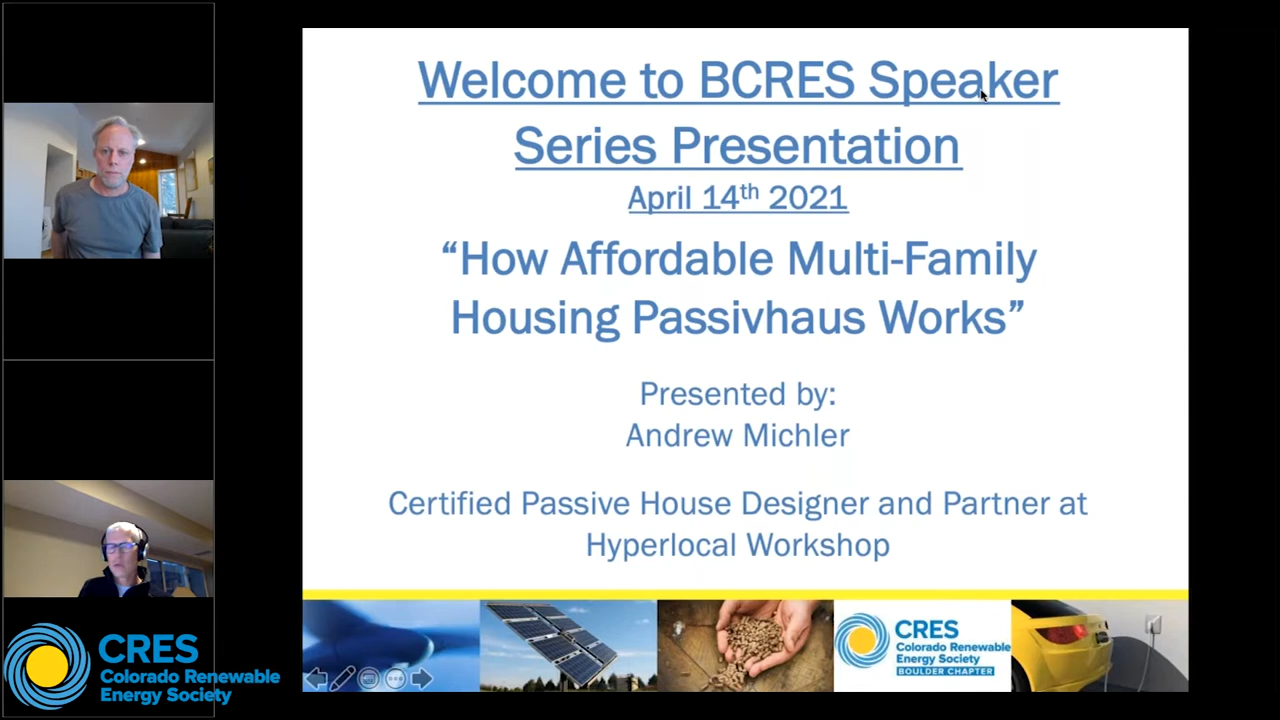 Welcome to BCRES Speaker
Series Presentation
April 14th 2021
“How Affordable Multi-Family
Housing Passivhaus Works”
Presented by:
Andrew Michler
Certified Passive House Designer and Partner at
Hyperlocal Workshop
CRES
Colorado Renewable
Energy Society
BOULDER CHAPTER
CRES
Colorado Renewable
Energy Society